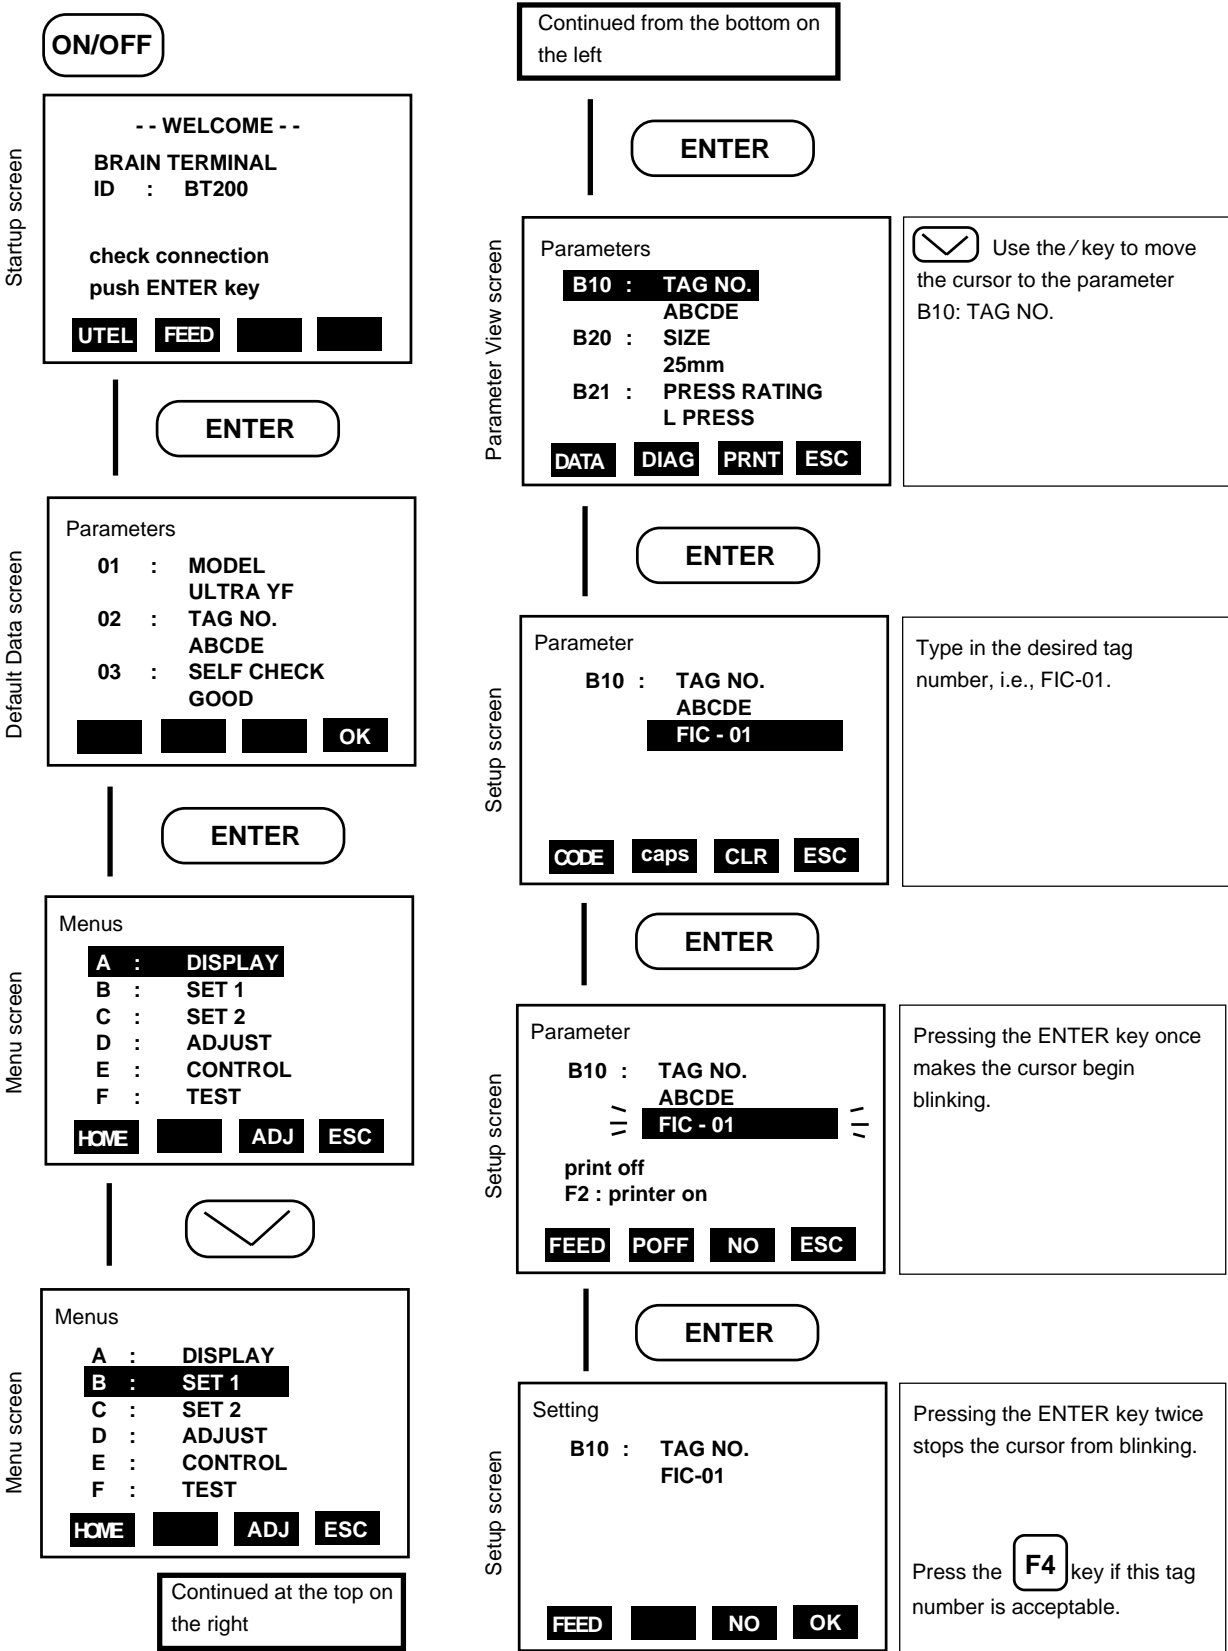 ON/OFF
Startup screen
- - WELCOME - -
BRAIN TERMINAL
ID : BT200
check connection
push ENTER key
UTEL FEED
ENTER
Default Data screen
Parameters
01 : MODEL
ULTRA YF
02 : TAG NO.
ABCDE
03 : SELF CHECK
GOOD
OK
ENTER
Menu screen
Menus
A : DISPLAY
B : SET 1
C : SET 2
D : ADJUST
E : CONTROL
F : TEST
HOME ADJ ESC
Menu screen
Menus
A : DISPLAY
B : SET 1
C : SET 2
D : ADJUST
E : CONTROL
F : TEST
HOME ADJ ESC
Continued at the top on
the right
Continued from the bottom on
the left
ENTER
Parameter View screen
Parameters
B10 : TAG NO.
ABCDE
B20 : SIZE
25mm
B21 : PRESS RATING
L PRESS
DATA DIAG PRNT ESC
Use the/key to move
the cursor to the parameter
B10: TAG NO.
ENTER
Setup screen
Parameter
B10 : TAG NO.
ABCDE
FIC - 01
CODE caps CLR ESC
Type in the desired tag
number, i.e., FIC-01.
ENTER
Setup screen
Parameter
B10 : TAG NO.
ABCDE
FIC - 01
print off
F2 : printer on
FEED POFF NO ESC
Pressing the ENTER key once
makes the cursor begin
blinking.
ENTER
Setup screen
Setting
B10 : TAG NO.
FIC-01
FEED NO OK
Pressing the ENTER key twice
stops the cursor from blinking.
Press the F4 key if this tag
number is acceptable.